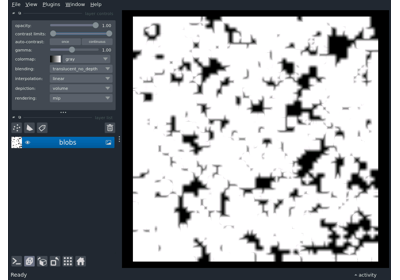 File View Plugins Window Help
opacity: 1.00
contrast limits:
auto-contrast: once continuous
gamma: 1.00
colormap: gray
blending: translucent_no_depth
interpolation: linear
depiction: volume
rendering: mip
blobs
Ready
activity